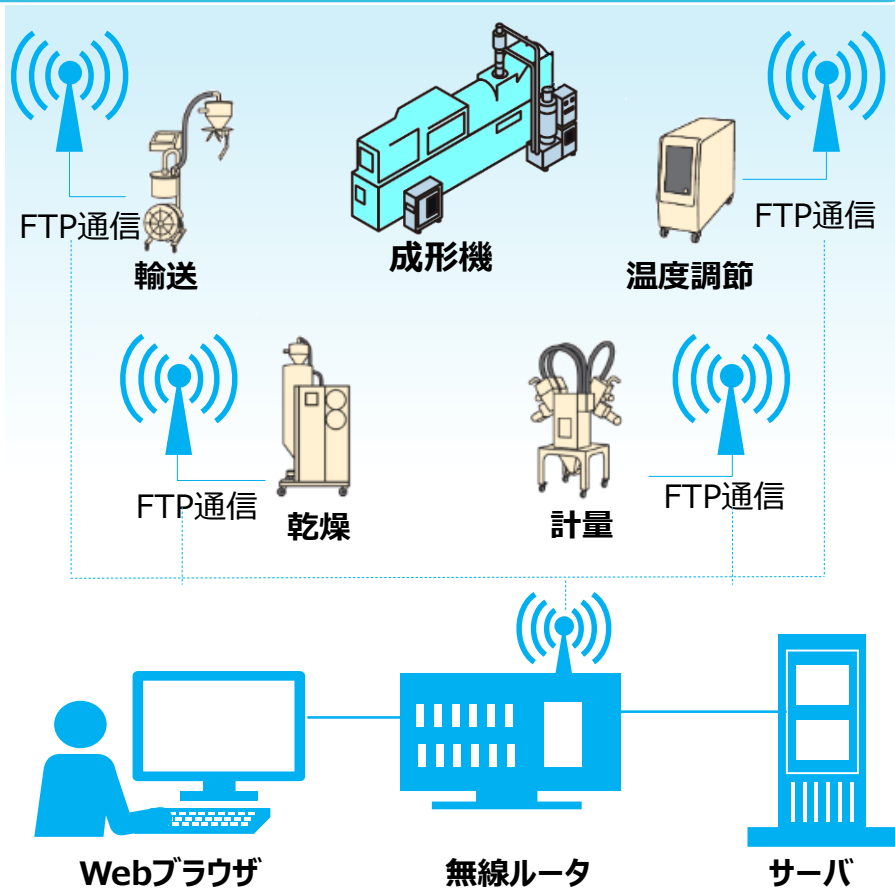 FTP通信
輸送
成形機
FTP通信
温度調節
FTP通信
乾燥
FTP通信
計量
Webブラウザ
無線ルータ
サーバ